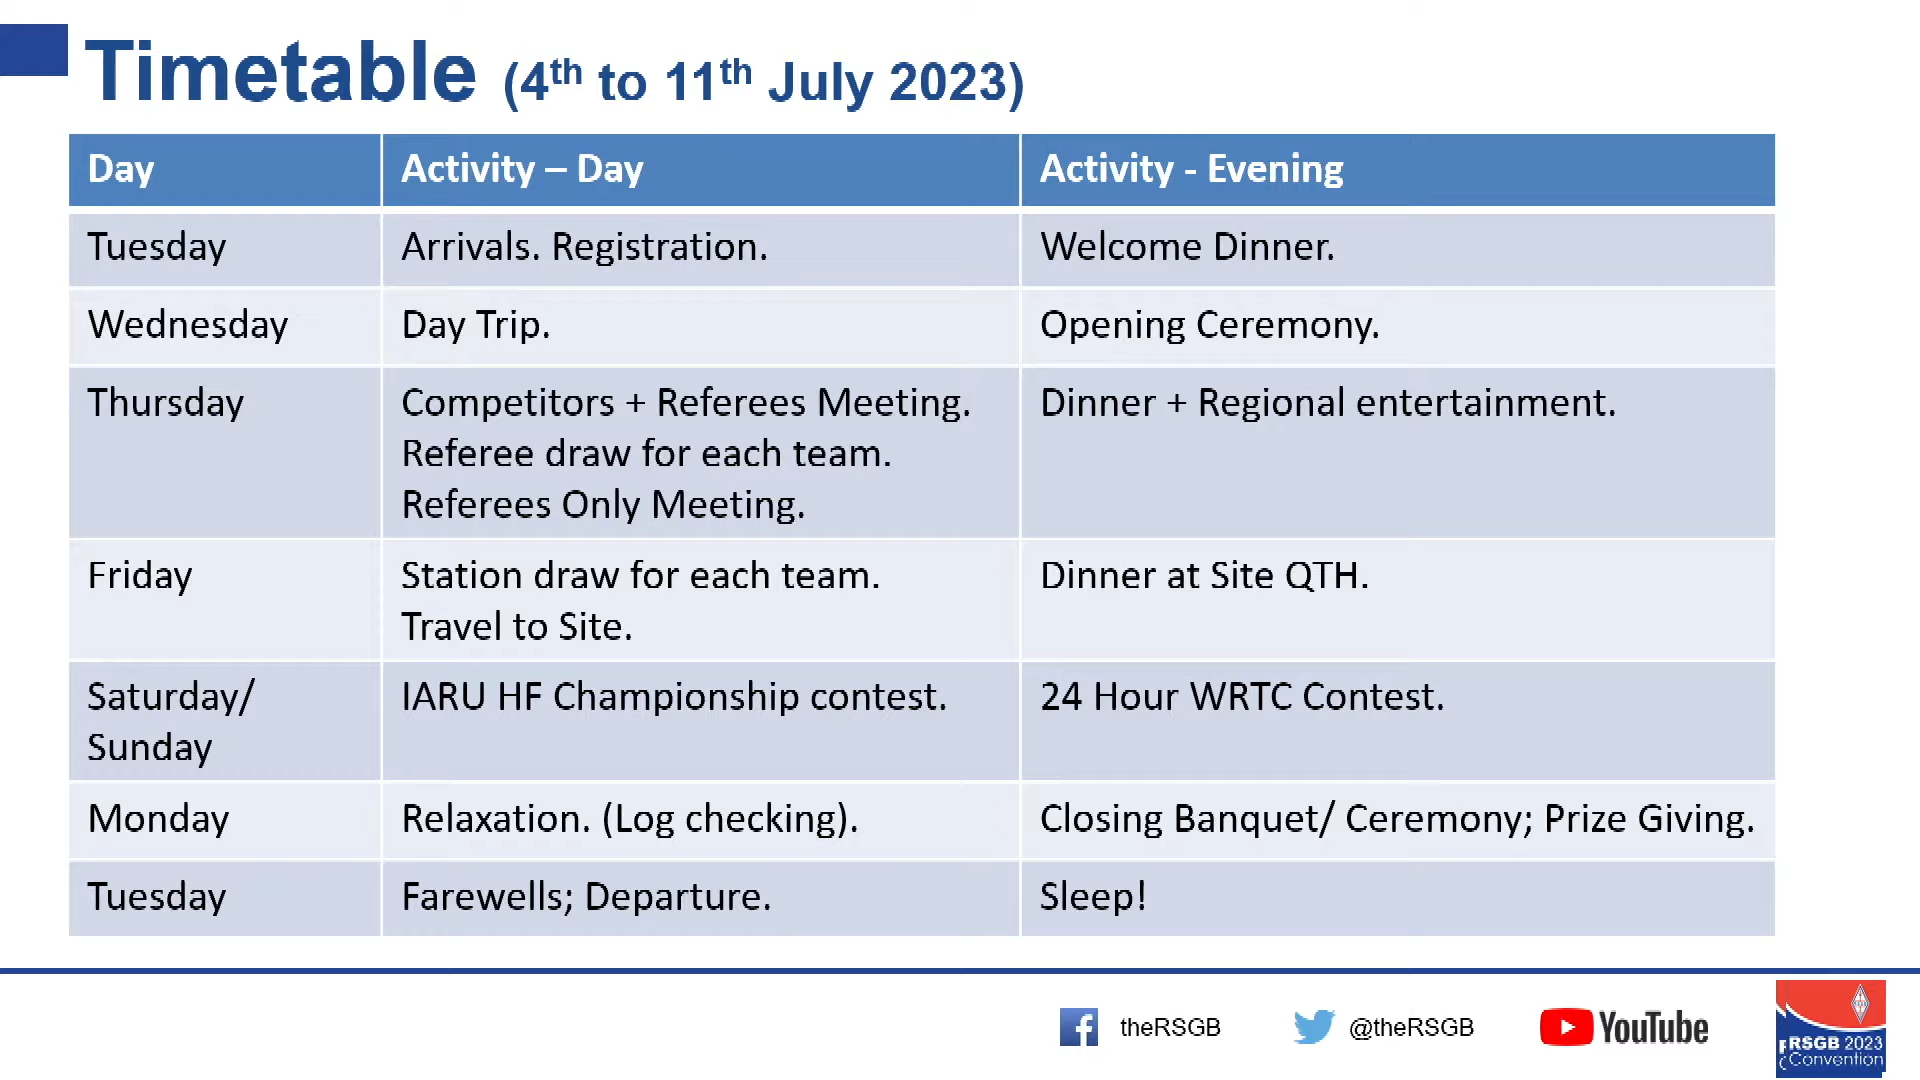 Timetable (4th to 11th July 2023)
Day Activity – Day Activity - Evening
Tuesday Arrivals. Registration. Welcome Dinner.
Wednesday Day Trip. Opening Ceremony.
Thursday Competitors + Referees Meeting. Dinner + Regional entertainment.
Referee draw for each team.
Referees Only Meeting.
Friday Station draw for each team. Dinner at Site QTH.
Travel to Site.
Saturday/ IARU HF Championship contest. 24 Hour WRTC Contest.
Sunday
Monday Relaxation. (Log checking). Closing Banquet/ Ceremony; Prize Giving.
Tuesday Farewells; Departure. Sleep!
theRSGB @theRSGB YouTube
RSGB 2023
Convention